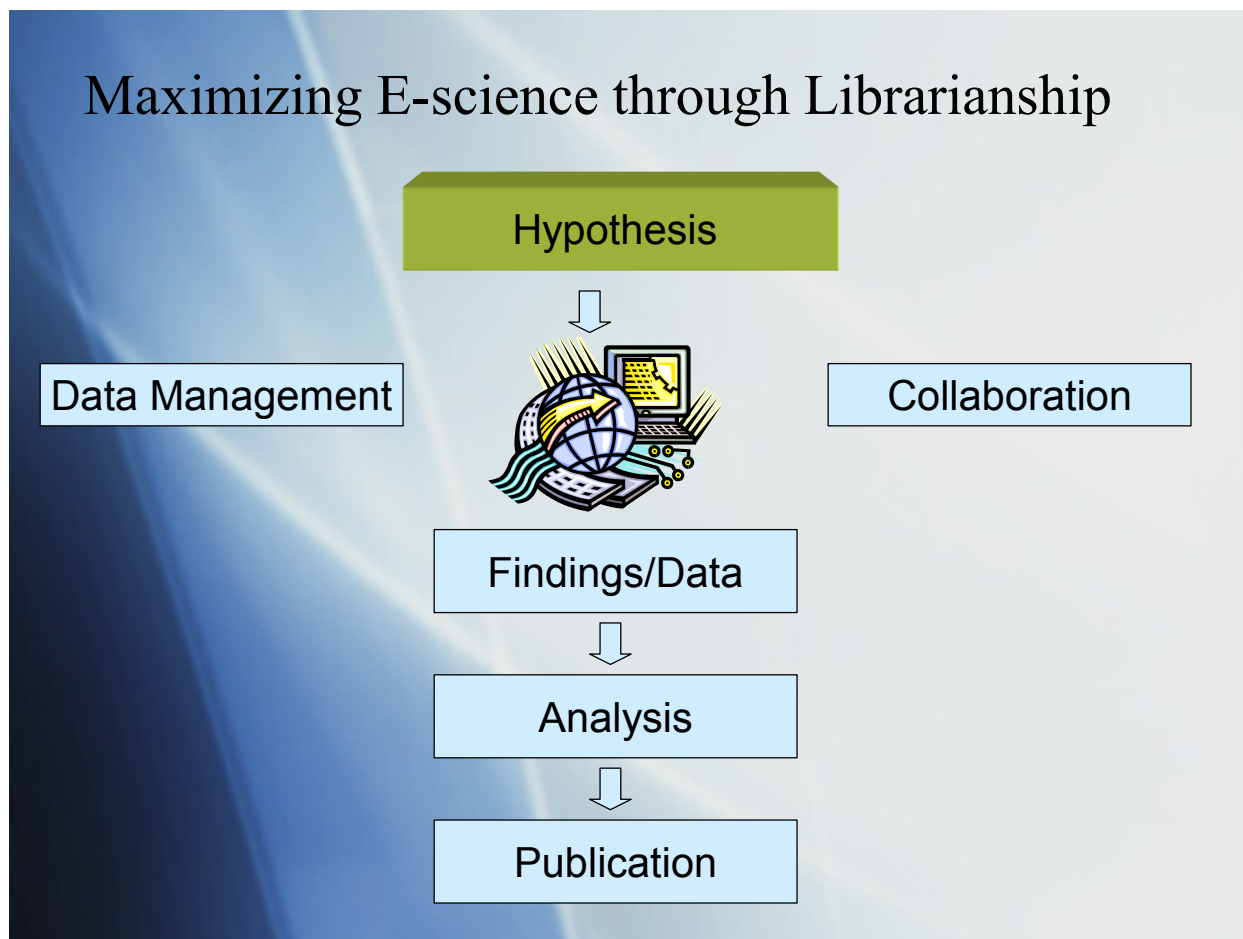 Maximizing E-science through Librarianship
Hypothesis
Data Management
Collaboration
Findings/Data
Analysis
Publication